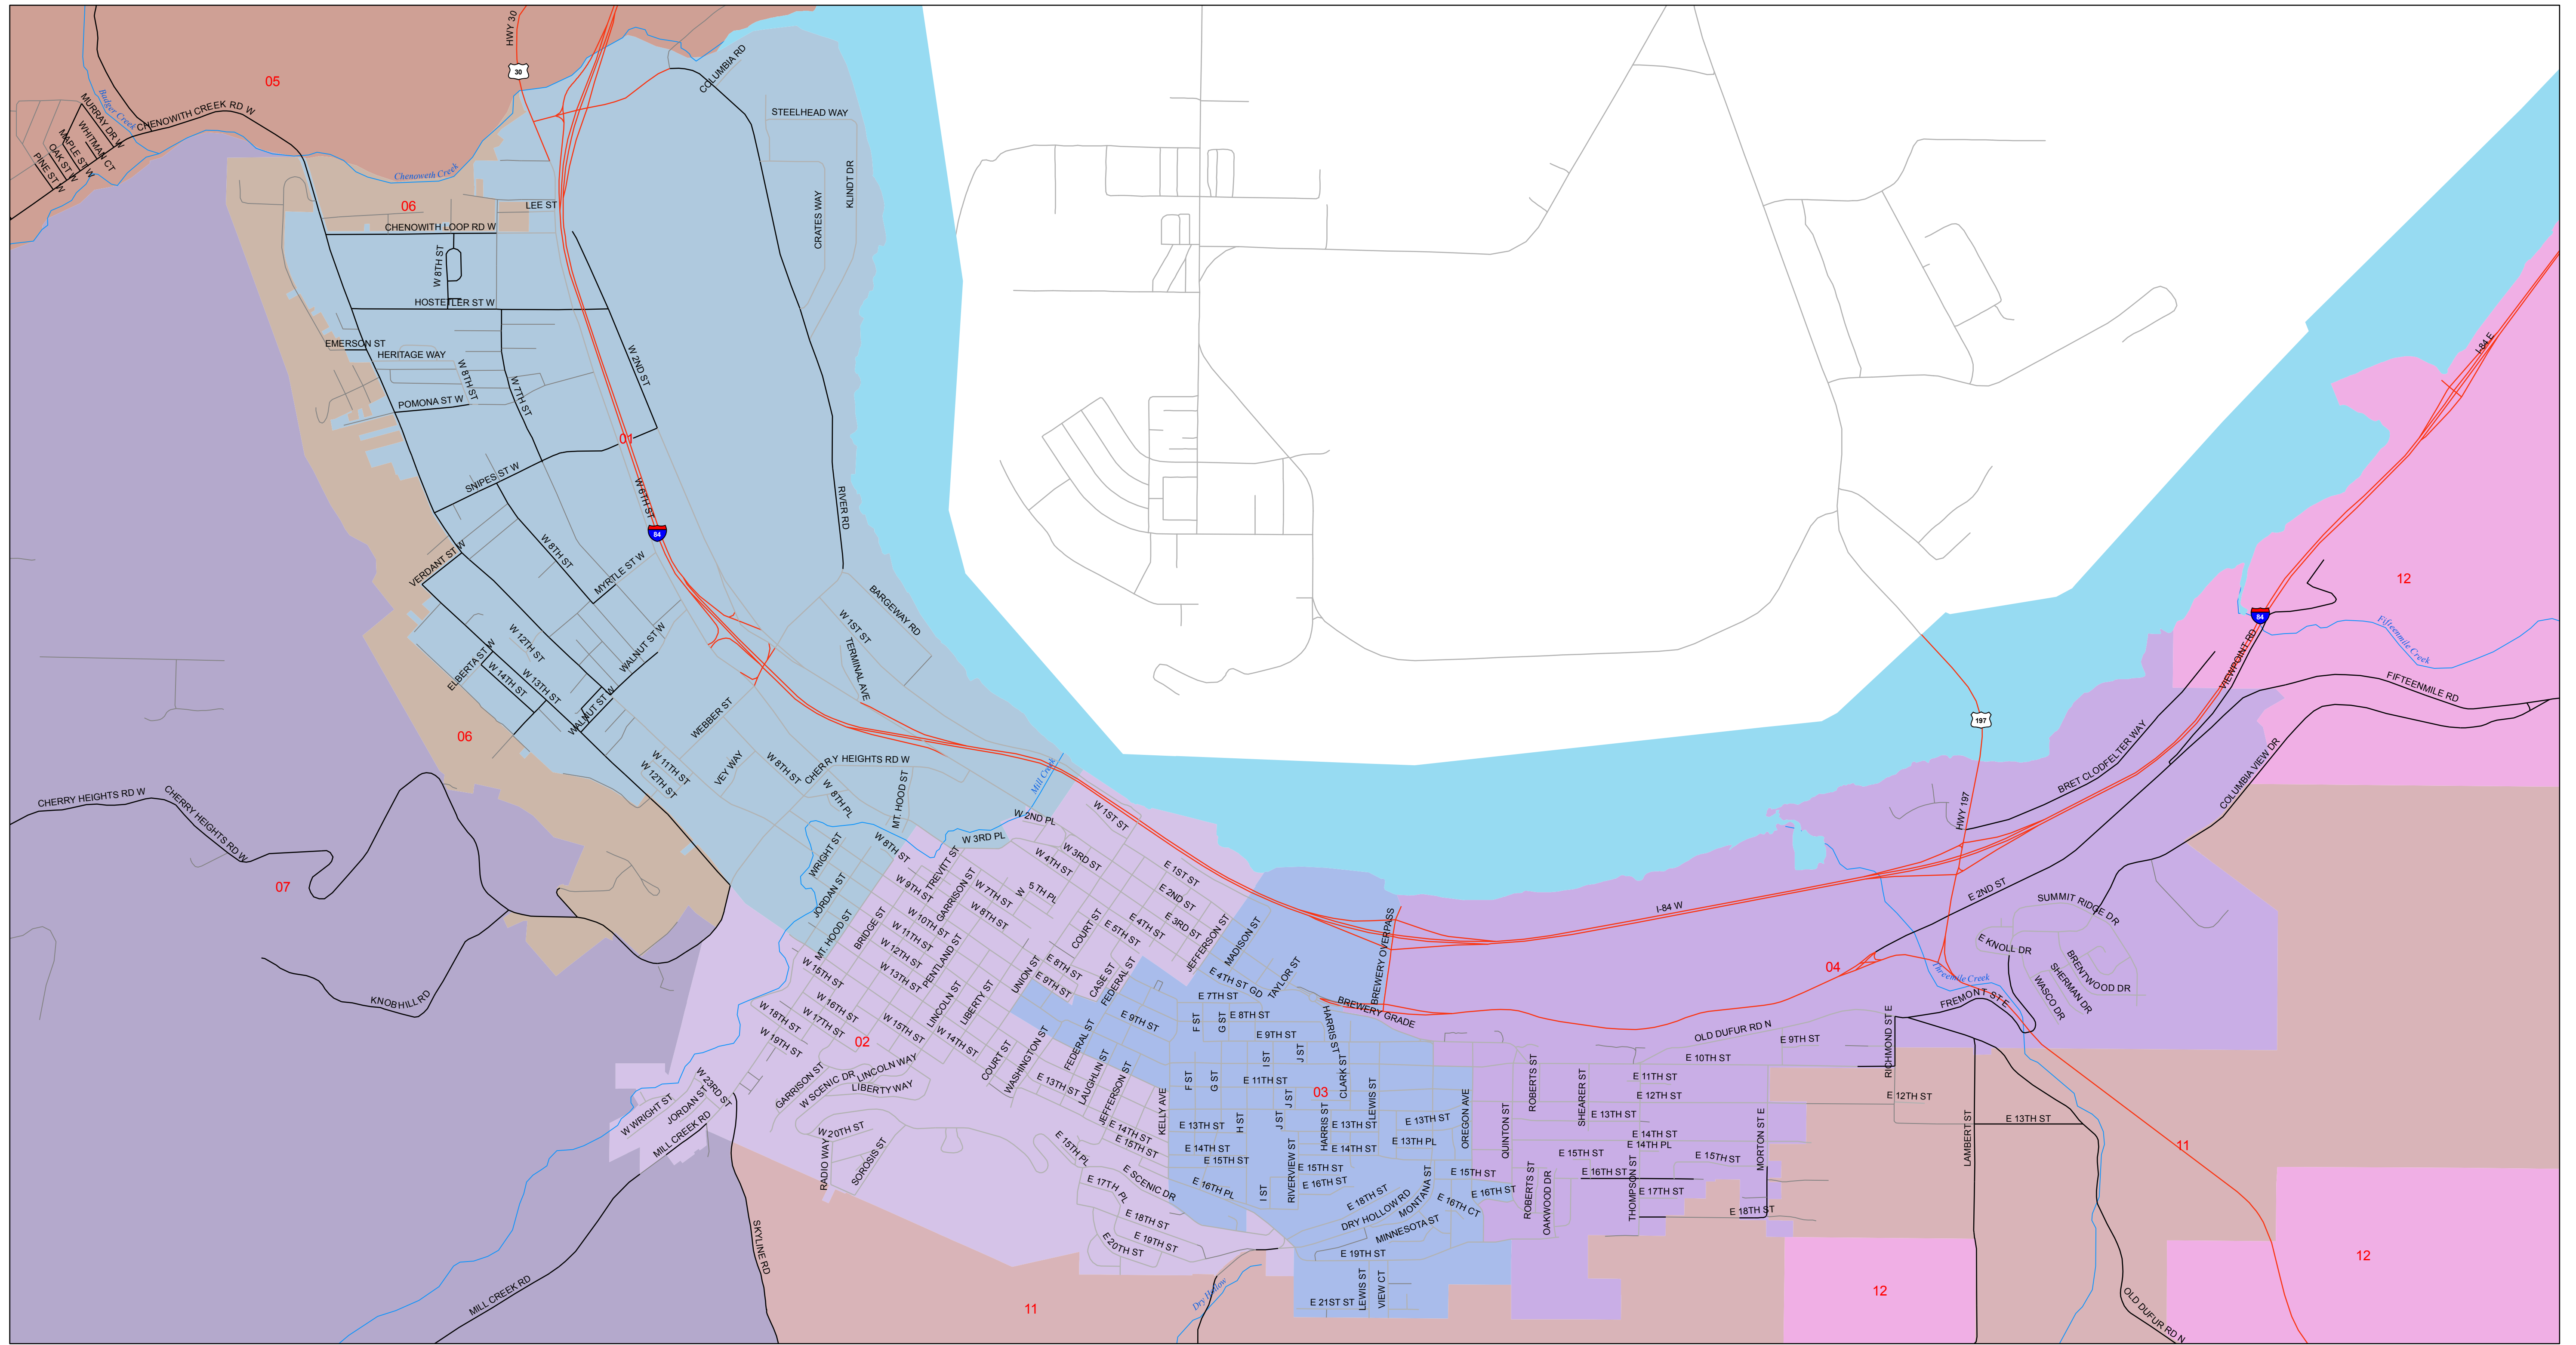 HWY 30
30
COLUMBIA RD
05
Badger Creek
MURRAY DR W
WHITMAN CT
MAPLE ST W
OAK ST W
PINE ST W
CHENOWITH CREEK RD W
STEELHEAD WAY
KLINDT DR
CRATES WAY
Chenoweth Creek
06
LEE ST
CHENOWITH LOOP RD W
W 8TH ST
HOSTETLER ST W
EMERSON ST
HERITAGE WAY
W 8TH ST
W 7TH ST
W 2ND ST
POMONA ST W
01
SNIPES ST W
W 6TH ST
84
RIVER RD
I-84 E
12
VERDANT ST W
W 8TH ST
MYRTLE ST W
BARGEWAY RD
W 1ST ST
TERMINAL AVE
84
Fifteenmile Creek
VIEWPOINT RD
FIFTEENMILE RD
W 12TH ST
ELBERTA ST W
W 14TH ST
W 13TH ST
WALNUT ST W
WALNUT ST W
WEBBER ST
197
06
VEY WAY
W 11TH ST
W 12TH ST
W 8TH ST
CHERRY HEIGHTS RD W
W 8TH PL
MT. HOOD ST
Mill Creek
BRET CLODFELTER WAY
COLUMBIA VIEW DR
HWY 197
CHERRY HEIGHTS RD W
CHERRY HEIGHTS RD W
07
KNOB HILL RD
W 2ND PL
W 1ST ST
W 3RD PL
W 3RD ST
W 4TH ST
WRIGHT ST
W 8TH ST
TREVITT ST
JORDAN ST
W 9TH ST
GARRISON ST
W 7TH ST
W 5TH PL
W 8TH ST
E 1ST ST
E 2ND ST
E 3RD ST
E 4TH ST
E 5TH ST
COURT ST
JEFFERSON ST
MADISON ST
MT. HOOD ST
BRIDGE ST
W 10TH ST
W 11TH ST
W 12TH ST
W 13TH ST
PENTLAND ST
UNION ST
E 8TH ST
E 9TH ST
CASE ST
FEDERAL ST
E 4TH ST GD
TAYLOR ST
BREWERY OVERPASS
BREWERY GRADE
I-84 W
E 2ND ST
04
SUMMIT RIDGE DR
E KNOLL DR
BRENTWOOD DR
SHERMAN DR
WASCO DR
Threemile Creek
FREMONT ST E
W 15TH ST
W 16TH ST
W 17TH ST
W 18TH ST
W 19TH ST
LINCOLN ST
LIBERTY ST
W 15TH ST
W 14TH ST
02
COURT ST
WASHINGTON ST
FEDERAL ST
E 9TH ST
LAUGHLIN ST
JEFFERSON ST
E 13TH ST
E 7TH ST
E 8TH ST
E 9TH ST
F ST
G ST
HARRIS ST
I ST
J ST
F ST
G ST
E 11TH ST
03
CLARK ST
LEWIS ST
J ST
KELLY AVE
OLD DUFUR RD N
E 9TH ST
E 10TH ST
RICHMOND ST E
E 11TH ST
E 12TH ST
E 12TH ST
E 13TH ST
ROBERTS ST
SHEARER ST
QUINTON ST
OREGON AVE
LINCOLN WAY
W SCENIC DR
LIBERTY WAY
GARRISON ST
W 23RD ST
JORDAN ST
W WRIGHT ST
MILL CREEK RD
W 20TH ST
RADIO WAY
SOROSIS ST
E 14TH ST
E 15TH ST
E 15TH PL
E SCENIC DR
E 17TH PL
E 18TH ST
E 19TH ST
E 20TH ST
E 13TH ST
H ST
J ST
HARRIS ST
E 13TH ST
E 13TH ST
E 13TH PL
E 14TH ST
E 14TH ST
E 15TH ST
E 15TH ST
E 16TH ST
E 16TH PL
I ST
RIVERVIEW ST
E 18TH ST
DRY HOLLOW RD
MONTANA ST
MINNESOTA ST
E 15TH ST
E 16TH ST
E 16TH CT
E 19TH ST
LEWIS ST
VIEW CT
E 21ST ST
Dry Hollow
E 14TH ST
E 14TH PL
E 15TH ST
E 15TH ST
E 16TH ST
E 17TH ST
E 18TH ST
THOMPSON ST
MORTON ST E
ROBERTS ST
OAKWOOD DR
LAMBERT ST
E 13TH ST
11
SKYLINE RD
MILL CREEK RD
11
12
12
OLD DUFUR RD N